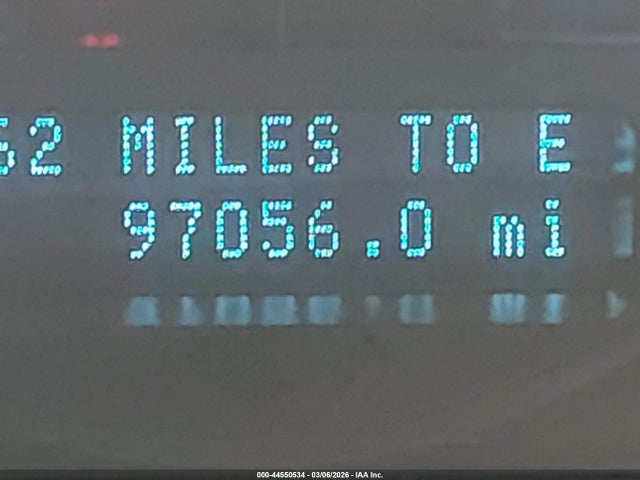 52 MILES TO E
97056.0 mi
000-44550534 - 03/06/2026 - IAA Inc.